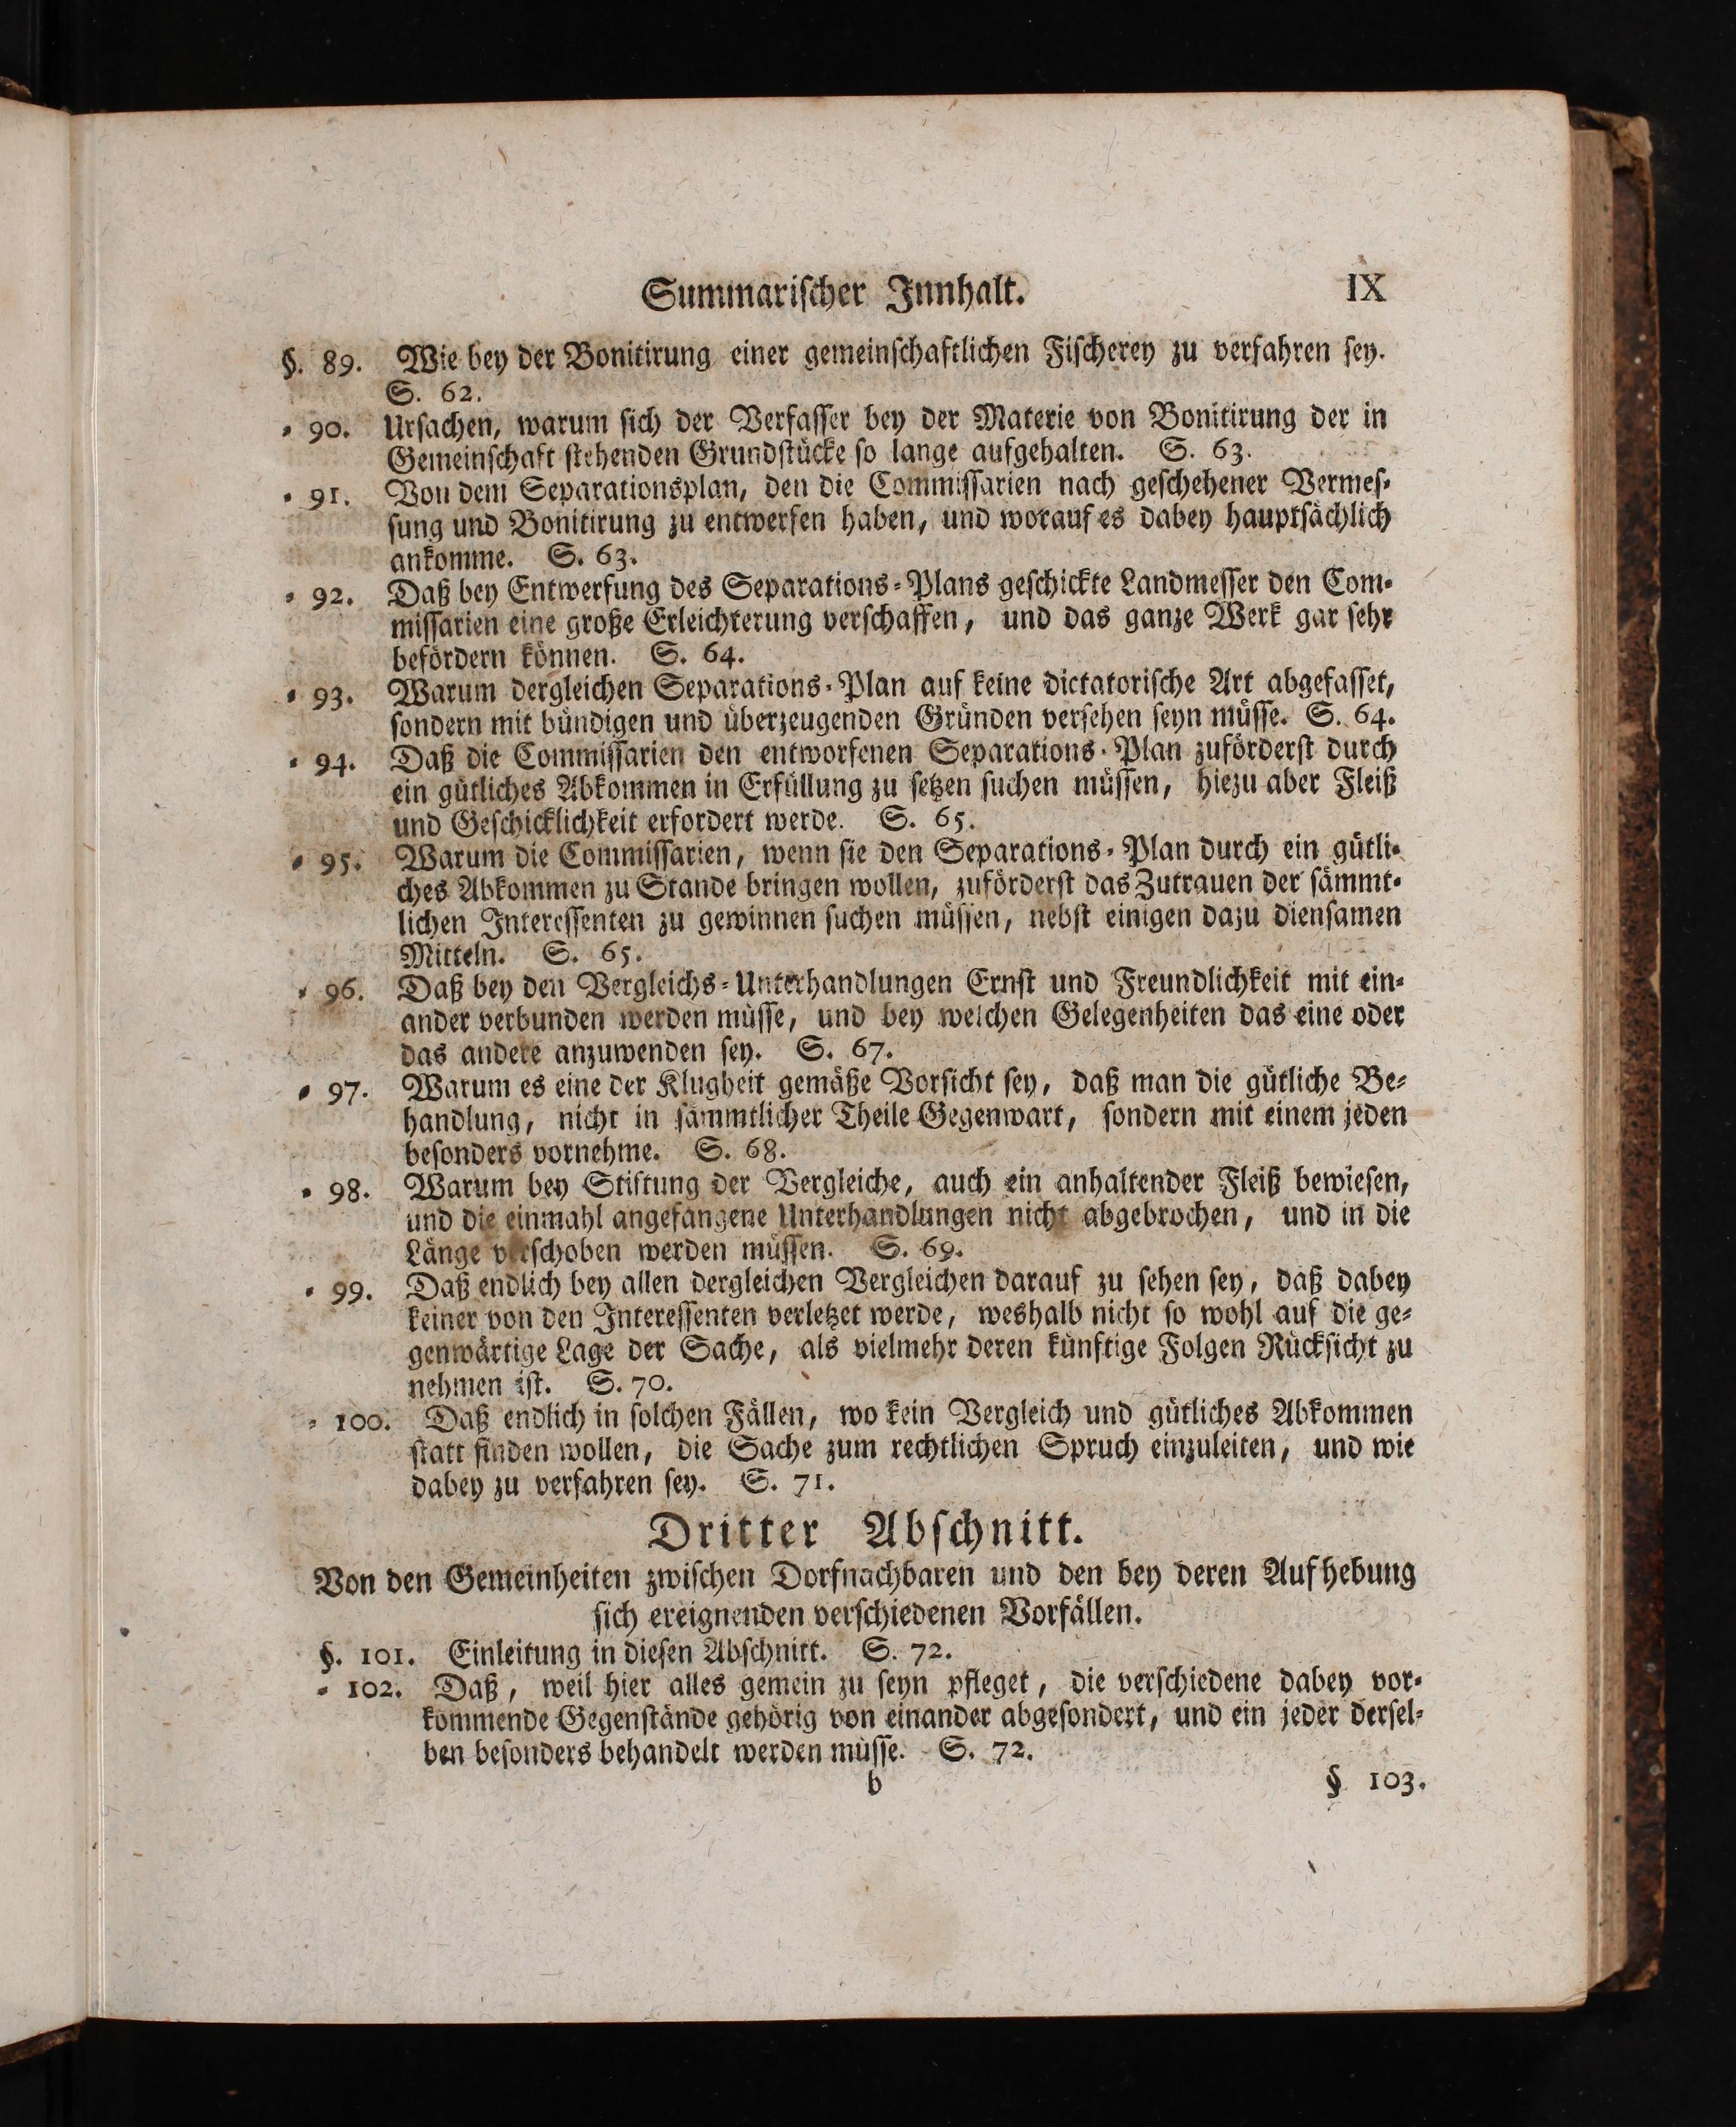 Summarischer Innhalt. IX
§. 89. Wie bey der Bonitirung einer gemeinschaftlichen Fischerey zu verfahren sey.
S. 62.
⸗ 90. Ursachen, warum sich der Verfasser bey der Materie von Bonitirung der in
Gemeinschaft stehenden Grundstücke so lange aufgehalten. S. 63.
⸗ 91. Von dem Separationsplan, den die Commissarien nach geschehener Vermes⸗
sung und Bonitirung zu entwerfen haben, und worauf es dabey hauptsächlich
ankomme. S. 63.
⸗ 92. Daß bey Entwerfung des Separations⸗Plans geschickte Landmesser den Com⸗
missarien eine große Erleichterung verschaffen, und das ganze Werk gar sehr
befördern können. S. 64.
⸗ 93. Warum dergleichen Separations⸗Plan auf keine dictatorische Art abgefasset,
sondern mit bündigen und überzeugenden Gründen versehen seyn müsse. S. 64.
⸗ 94. Daß die Commissarien den entworfenen Separations⸗Plan zuförderst durch
ein gütliches Abkommen in Erfüllung zu setzen suchen müssen, hiezu aber Fleiß
und Geschicklichkeit erfordert werde. S. 65.
⸗ 95. Warum die Commissarien, wenn sie den Separations⸗Plan durch ein gütli⸗
ches Abkommen zu Stande bringen wollen, zuförderst das Zutrauen der sämmt⸗
lichen Interessenten zu gewinnen suchen müssen, nebst einigen dazu diensamen
Mitteln. S. 65.
⸗ 96. Daß bey den Vergleichs⸗Unterhandlungen Ernst und Freundlichkeit mit ein⸗
ander verbunden werden müsse, und bey welchen Gelegenheiten das eine oder
das andere anzuwenden sey. S. 67.
⸗ 97. Warum es eine der Klugheit gemäße Vorsicht sey, daß man die gütliche Be⸗
handlung, nicht in sämmtlicher Theile Gegenwart, sondern mit einem jeden
besonders vornehme. S. 68.
⸗ 98. Warum bey Stiftung der Vergleiche, auch ein anhaltender Fleiß bewiesen,
und die einmahl angefangene Unterhandlungen nicht abgebrochen, und in die
Länge verschoben werden müssen. S. 69.
⸗ 99. Daß endlich bey allen dergleichen Vergleichen darauf zu sehen sey, daß dabey
keiner von den Interessenten verletzet werde, weshalb nicht so wohl auf die ge⸗
genwärtige Lage der Sache, als vielmehr deren künftige Folgen Rücksicht zu
nehmen ist. S. 70.
⸗ 100. Daß endlich in solchen Fällen, wo kein Vergleich und gütliches Abkommen
statt finden wollen, die Sache zum rechtlichen Spruch einzuleiten, und wie
dabey zu verfahren sey. S. 71.
Dritter Abschnitt.
Von den Gemeinheiten zwischen Dorfnachbaren und den bey deren Aufhebung
sich ereignenden verschiedenen Vorfällen.
§. 101. Einleitung in diesen Abschnitt. S. 72.
⸗ 102. Daß, weil hier alles gemein zu seyn pfleget, die verschiedene dabey vor⸗
kommende Gegenstände gehörig von einander abgesondert, und ein jeder dersel⸗
ben besonders behandelt werden müsse. S. 72.
b § 103.